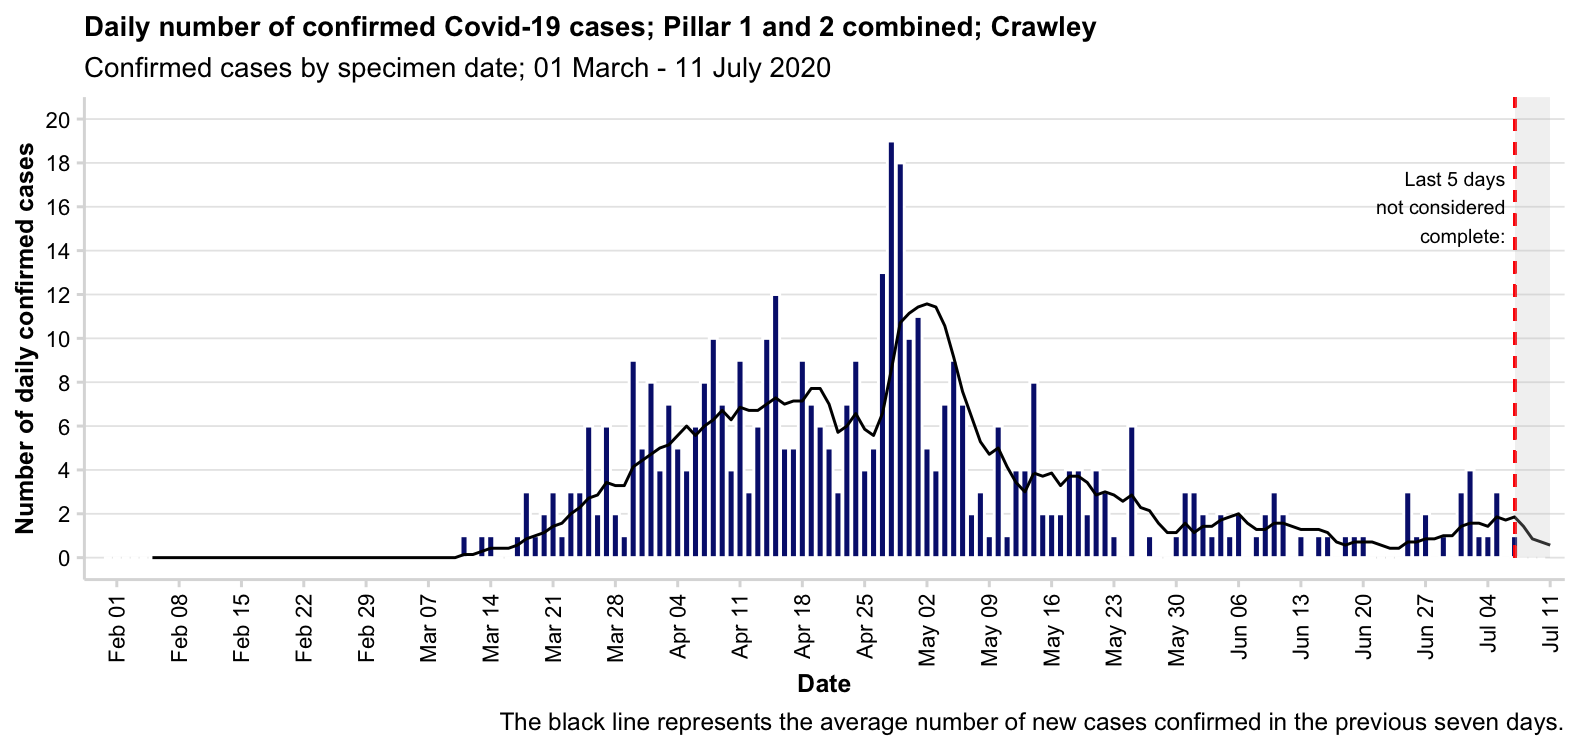 Daily number of confirmed Covid-19 cases; Pillar 1 and 2 combined; Crawley
Confirmed cases by specimen date; 01 March - 11 July 2020
Number of daily confirmed cases
20
18
16
14
12
10
8
6
4
2
0
Last 5 days
not considered
complete:
Feb 01
Feb 08
Feb 15
Feb 22
Feb 29
Mar 07
Mar 14
Mar 21
Mar 28
Apr 04
Apr 11
Apr 18
Apr 25
May 02
May 09
May 16
May 23
May 30
Jun 06
Jun 13
Jun 20
Jun 27
Jul 04
Jul 11
Date
The black line represents the average number of new cases confirmed in the previous seven days.